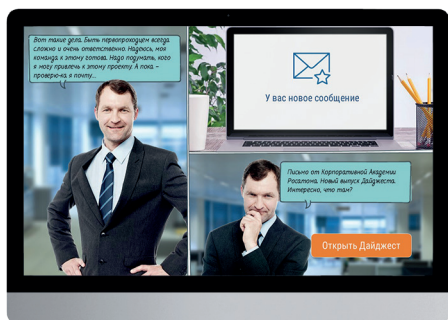 Вот такие дела. Быть первопроходцем всегда
сложно и очень ответственно. Надеюсь, моя
команда к этому готова. Надо подумать, кого
я могу привлечь к этому проекту. А пока –
проверю-ка я почту...
У вас новое сообщение
Письмо от Корпоративной Академии
Росатома. Новый выпуск Дайджеста.
Интересно, что там?
Открыть Дайджест